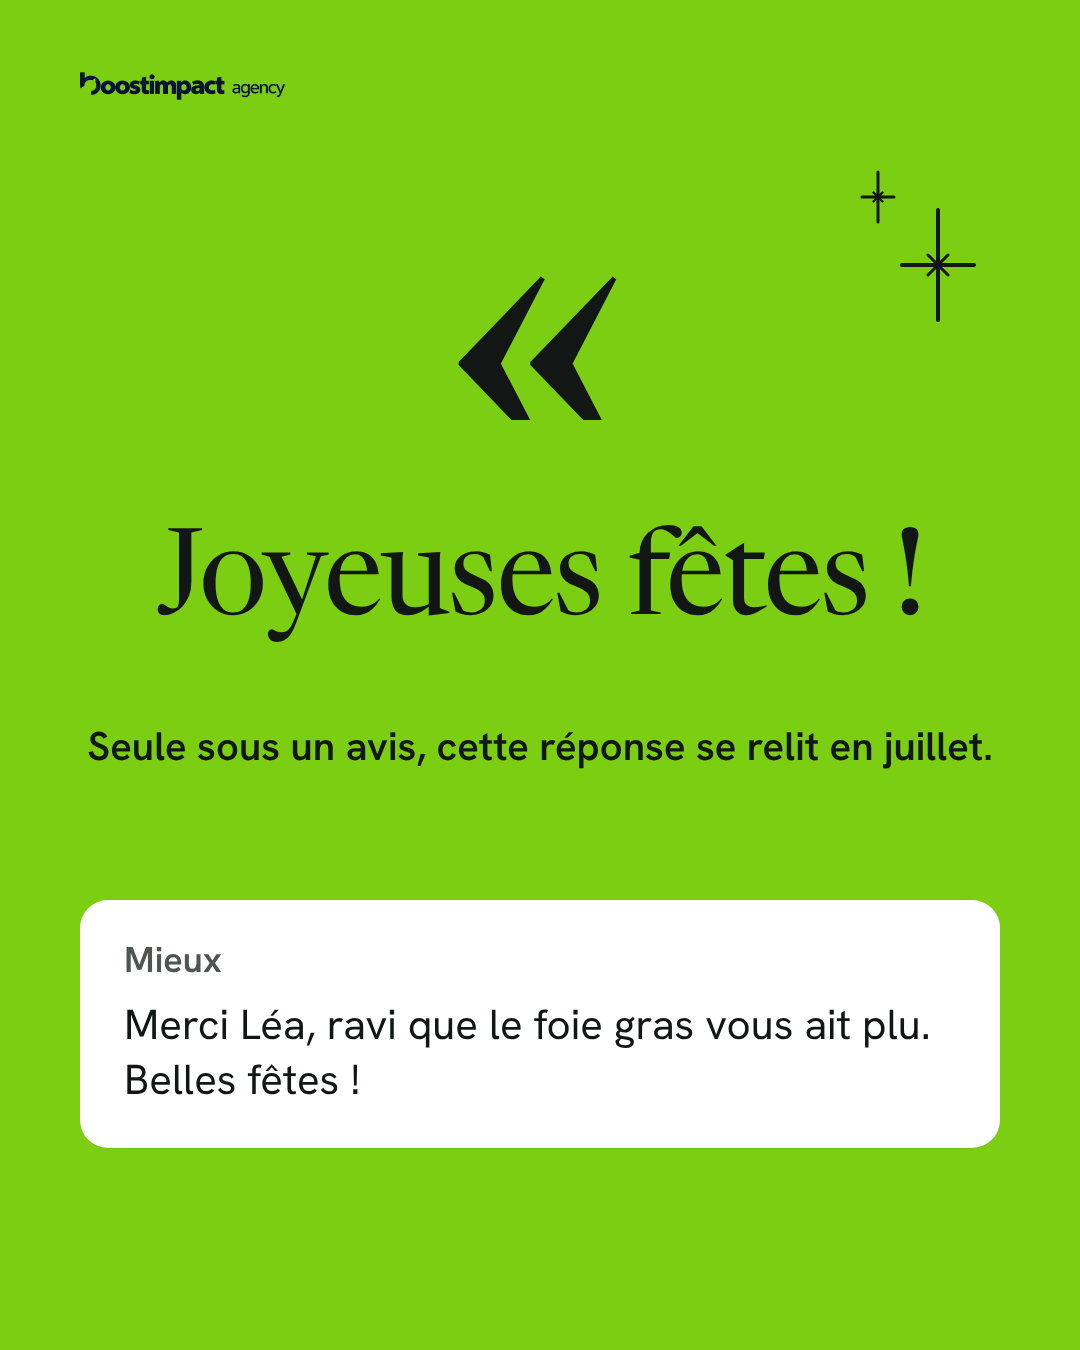 boostimpact agency
«
Joyeuses fêtes !
Seule sous un avis, cette réponse se relit en juillet.
Mieux
Merci Léa, ravi que le foie gras vous ait plu.
Belles fêtes !